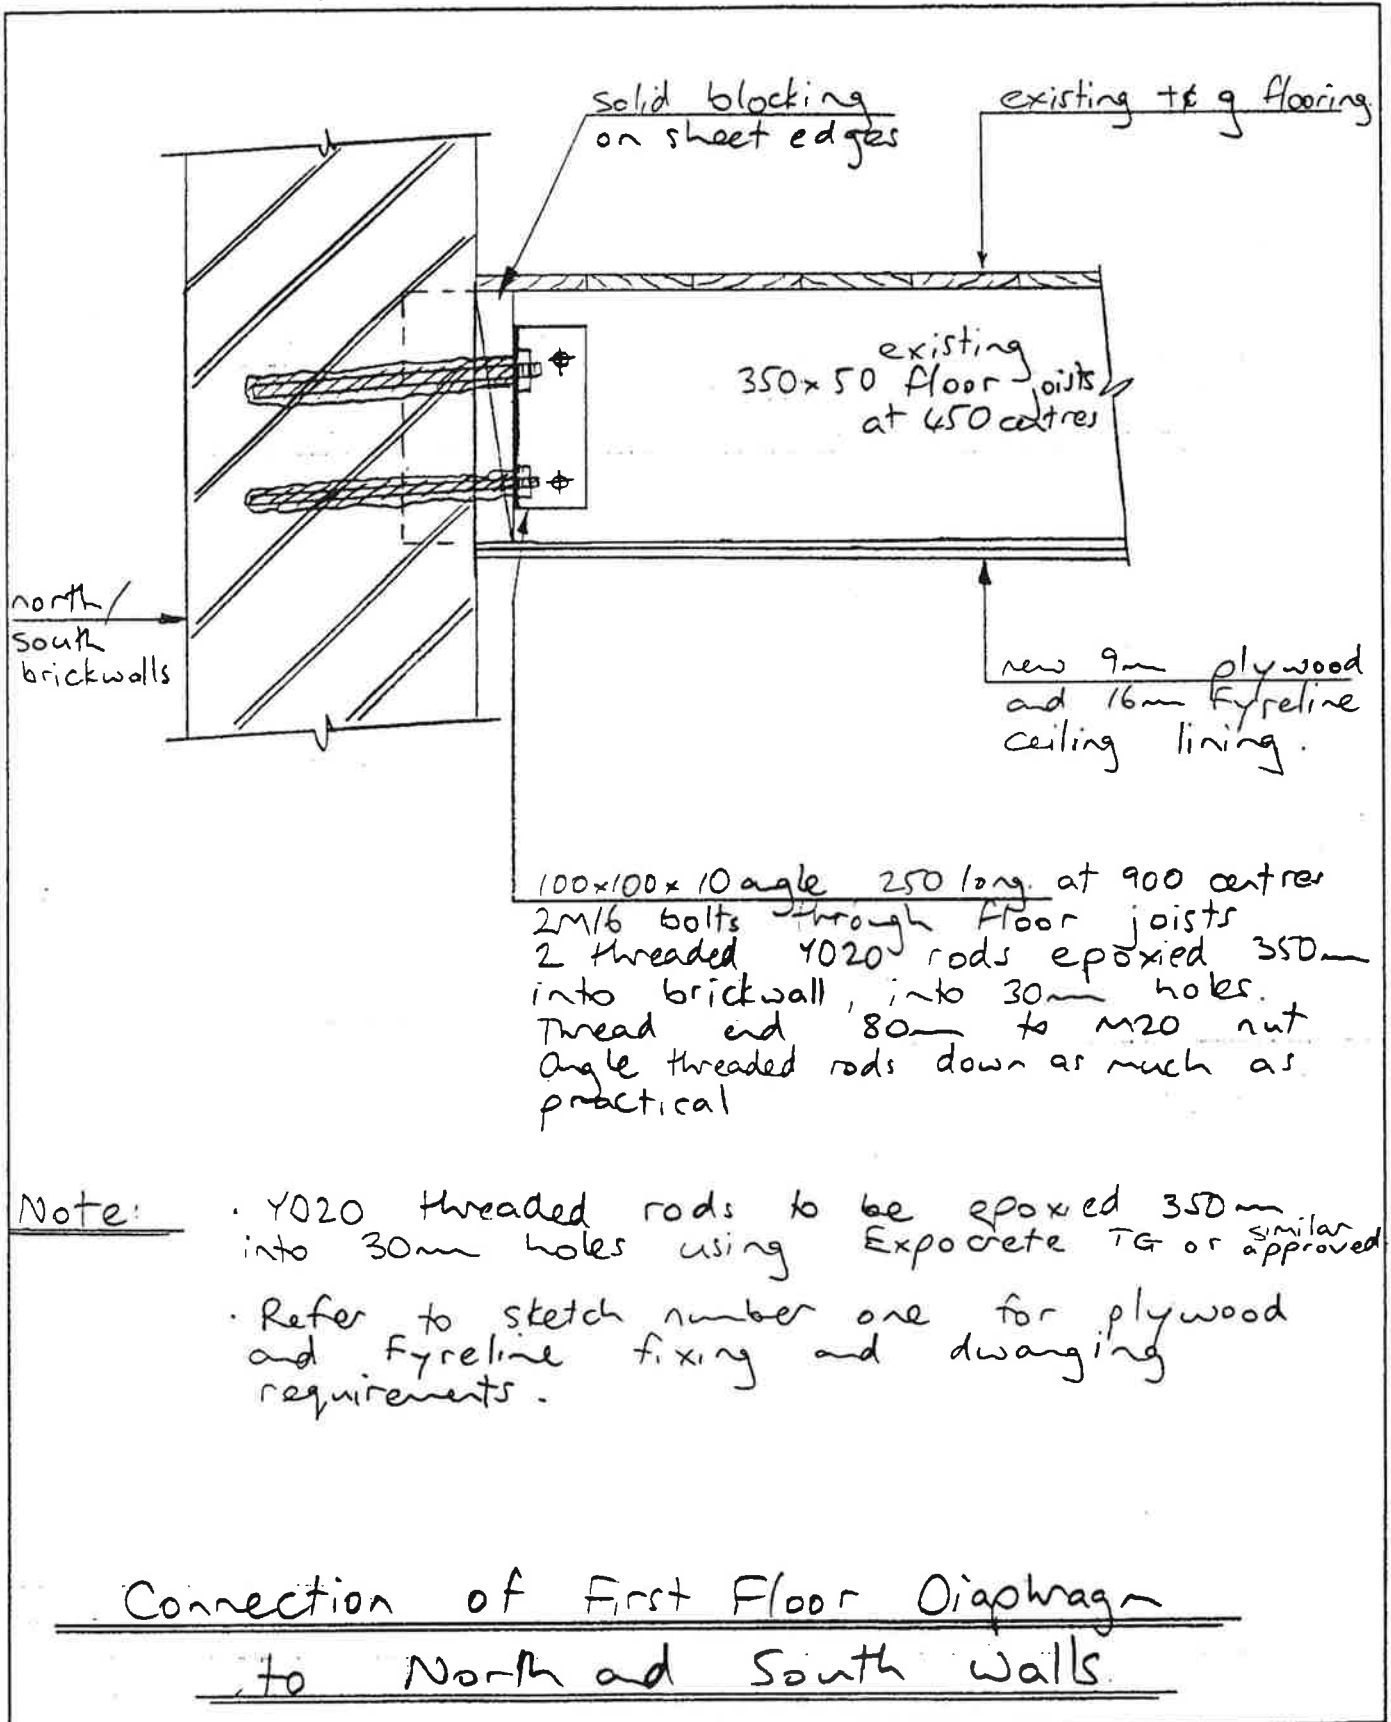 solid blocking
on sheet edges
existing t & g flooring.
existing
350x50 floor joists
at 450 centres
north/
south
brickwalls
new 9mm plywood
and 16mm Fyreline
ceiling lining.
100x100x10 angle 250 long. at 900 centres
2M16 bolts through floor joists
2 threaded YD20 rods epoxied 350mm
into brickwall, into 30mm holes.
Thread end 80mm to M20 nut
Angle threaded rods down as much as
practical
Note: · YD20 threaded rods to be epoxied 350mm
into 30mm holes using Expocrete TG or similar approved
· Refer to sketch number one for plywood
and Fyreline fixing and dwanging
requirements.
Connection of First Floor Diaphragm
to North and South Walls.